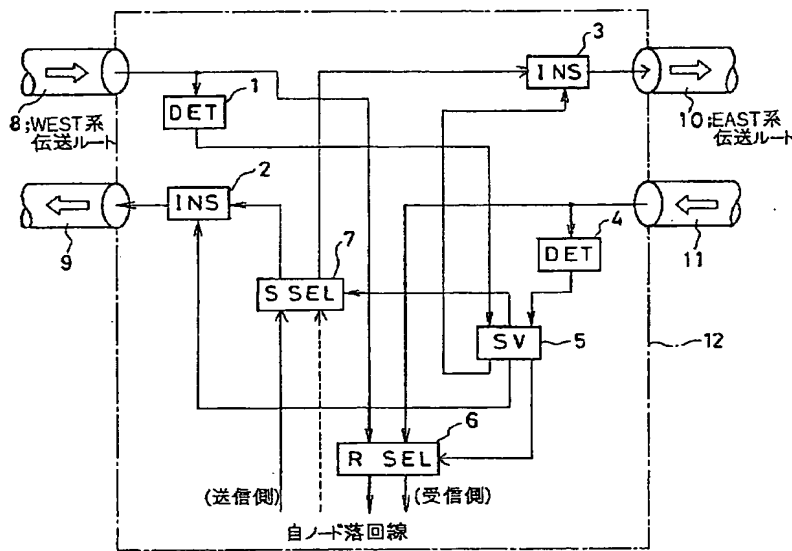 3
INS
1
DET
8;WEST系
伝送ルート
10;EAST系
伝送ルート
2
INS
4
DET
7
S SEL
9
11
SV
5
12
6
R SEL
(送信側)
(受信側)
自ノード落回線